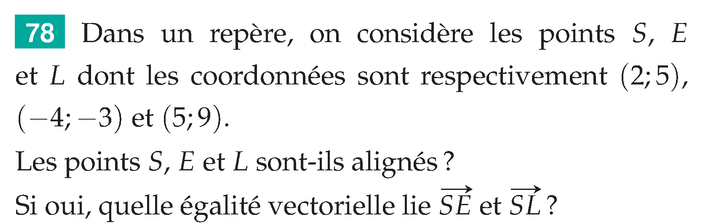 78 Dans un repère, on considère les points S, E
et L dont les coordonnées sont respectivement (2;5),
(−4;−3) et (5;9).
Les points S, E et L sont-ils alignés ?
Si oui, quelle égalité vectorielle lie \overrightarrow{SE} et \overrightarrow{SL} ?